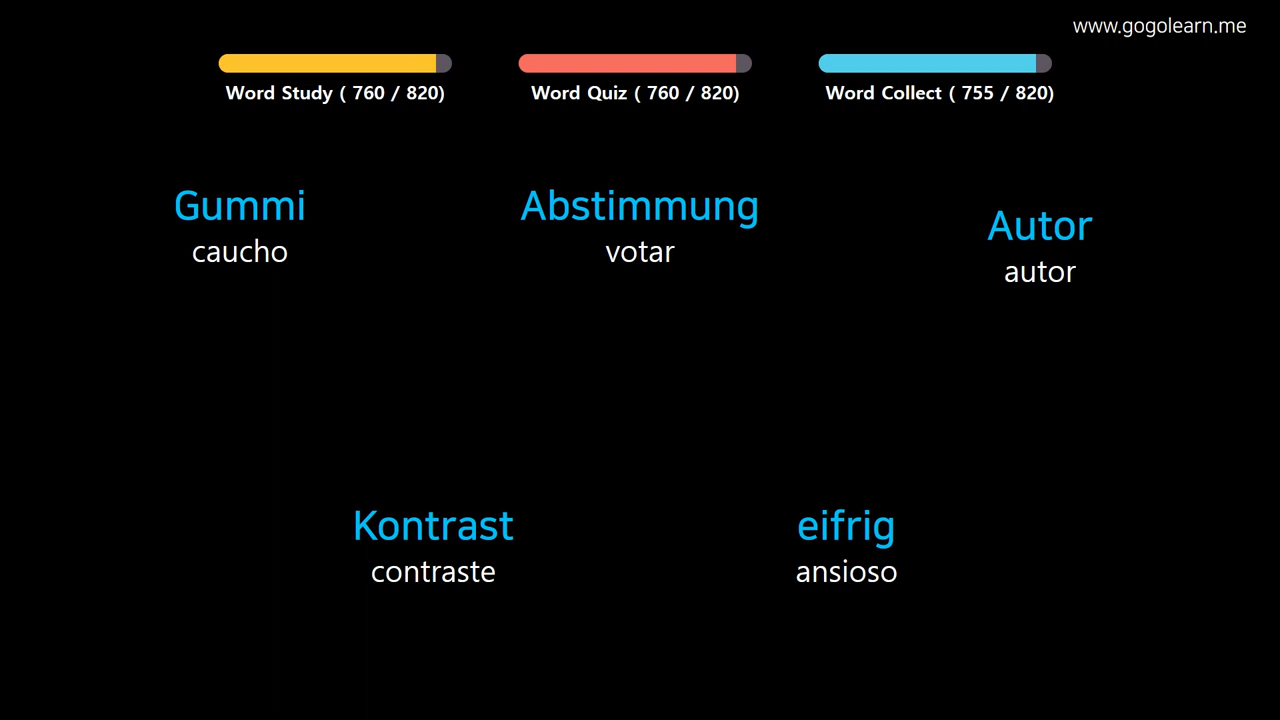 www.gogolearn.me
Word Study ( 760 / 820)
Word Quiz ( 760 / 820)
Word Collect ( 755 / 820)
Gummi
caucho
Abstimmung
votar
Autor
autor
Kontrast
contraste
eifrig
ansioso